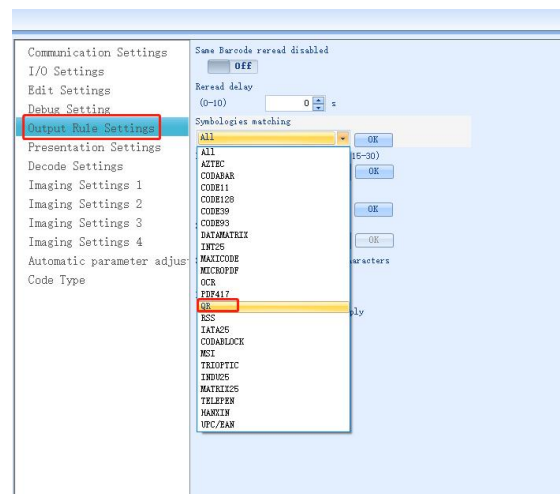 Communication Settings
I/O Settings
Edit Settings
Debug Setting
Output Rule Settings
Presentation Settings
Decode Settings
Imaging Settings 1
Imaging Settings 2
Imaging Settings 3
Imaging Settings 4
Automatic parameter adjus
Code Type
Same Barcode reread disabled
Off
Reread delay
(0-10) 0 s
Symbologies matching
All OK
All 15-30)
AZTEC OK
CODABAR
CODE11
CODE128
CODE39 OK
CODE93
DATAMATRIX
INT25 OK
MAXICODE aracters
MICROPDF
OCR
PDF417
QR
RSS ply
IATA25
CODABLOCK
MSI
TRIOPTIC
INDU25
MATRIX25
TELEPEN
HANXIN
UPC/EAN